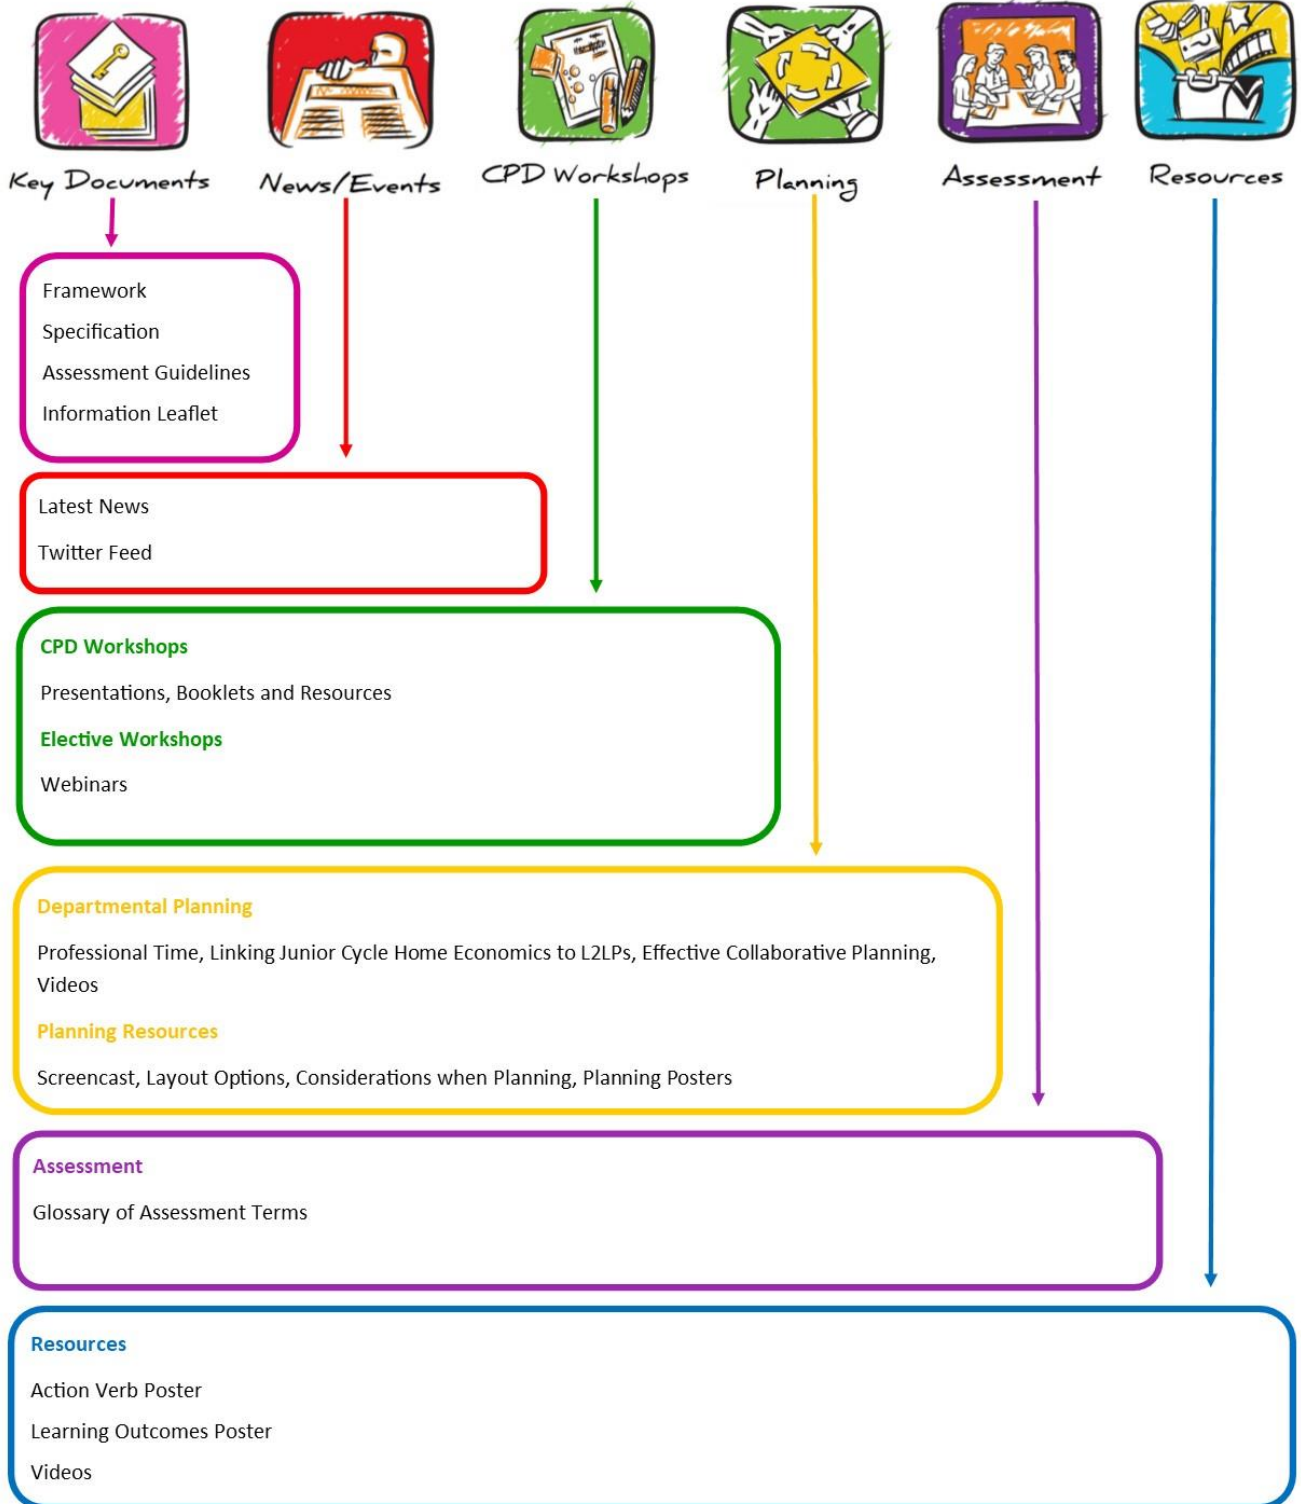 Key Documents
News/Events
CPD Workshops
Planning
Assessment
Resources
Framework
Specification
Assessment Guidelines
Information Leaflet
Latest News
Twitter Feed
CPD Workshops
Presentations, Booklets and Resources
Elective Workshops
Webinars
Departmental Planning
Professional Time, Linking Junior Cycle Home Economics to L2LPs, Effective Collaborative Planning,
Videos
Planning Resources
Screencast, Layout Options, Considerations when Planning, Planning Posters
Assessment
Glossary of Assessment Terms
Resources
Action Verb Poster
Learning Outcomes Poster
Videos